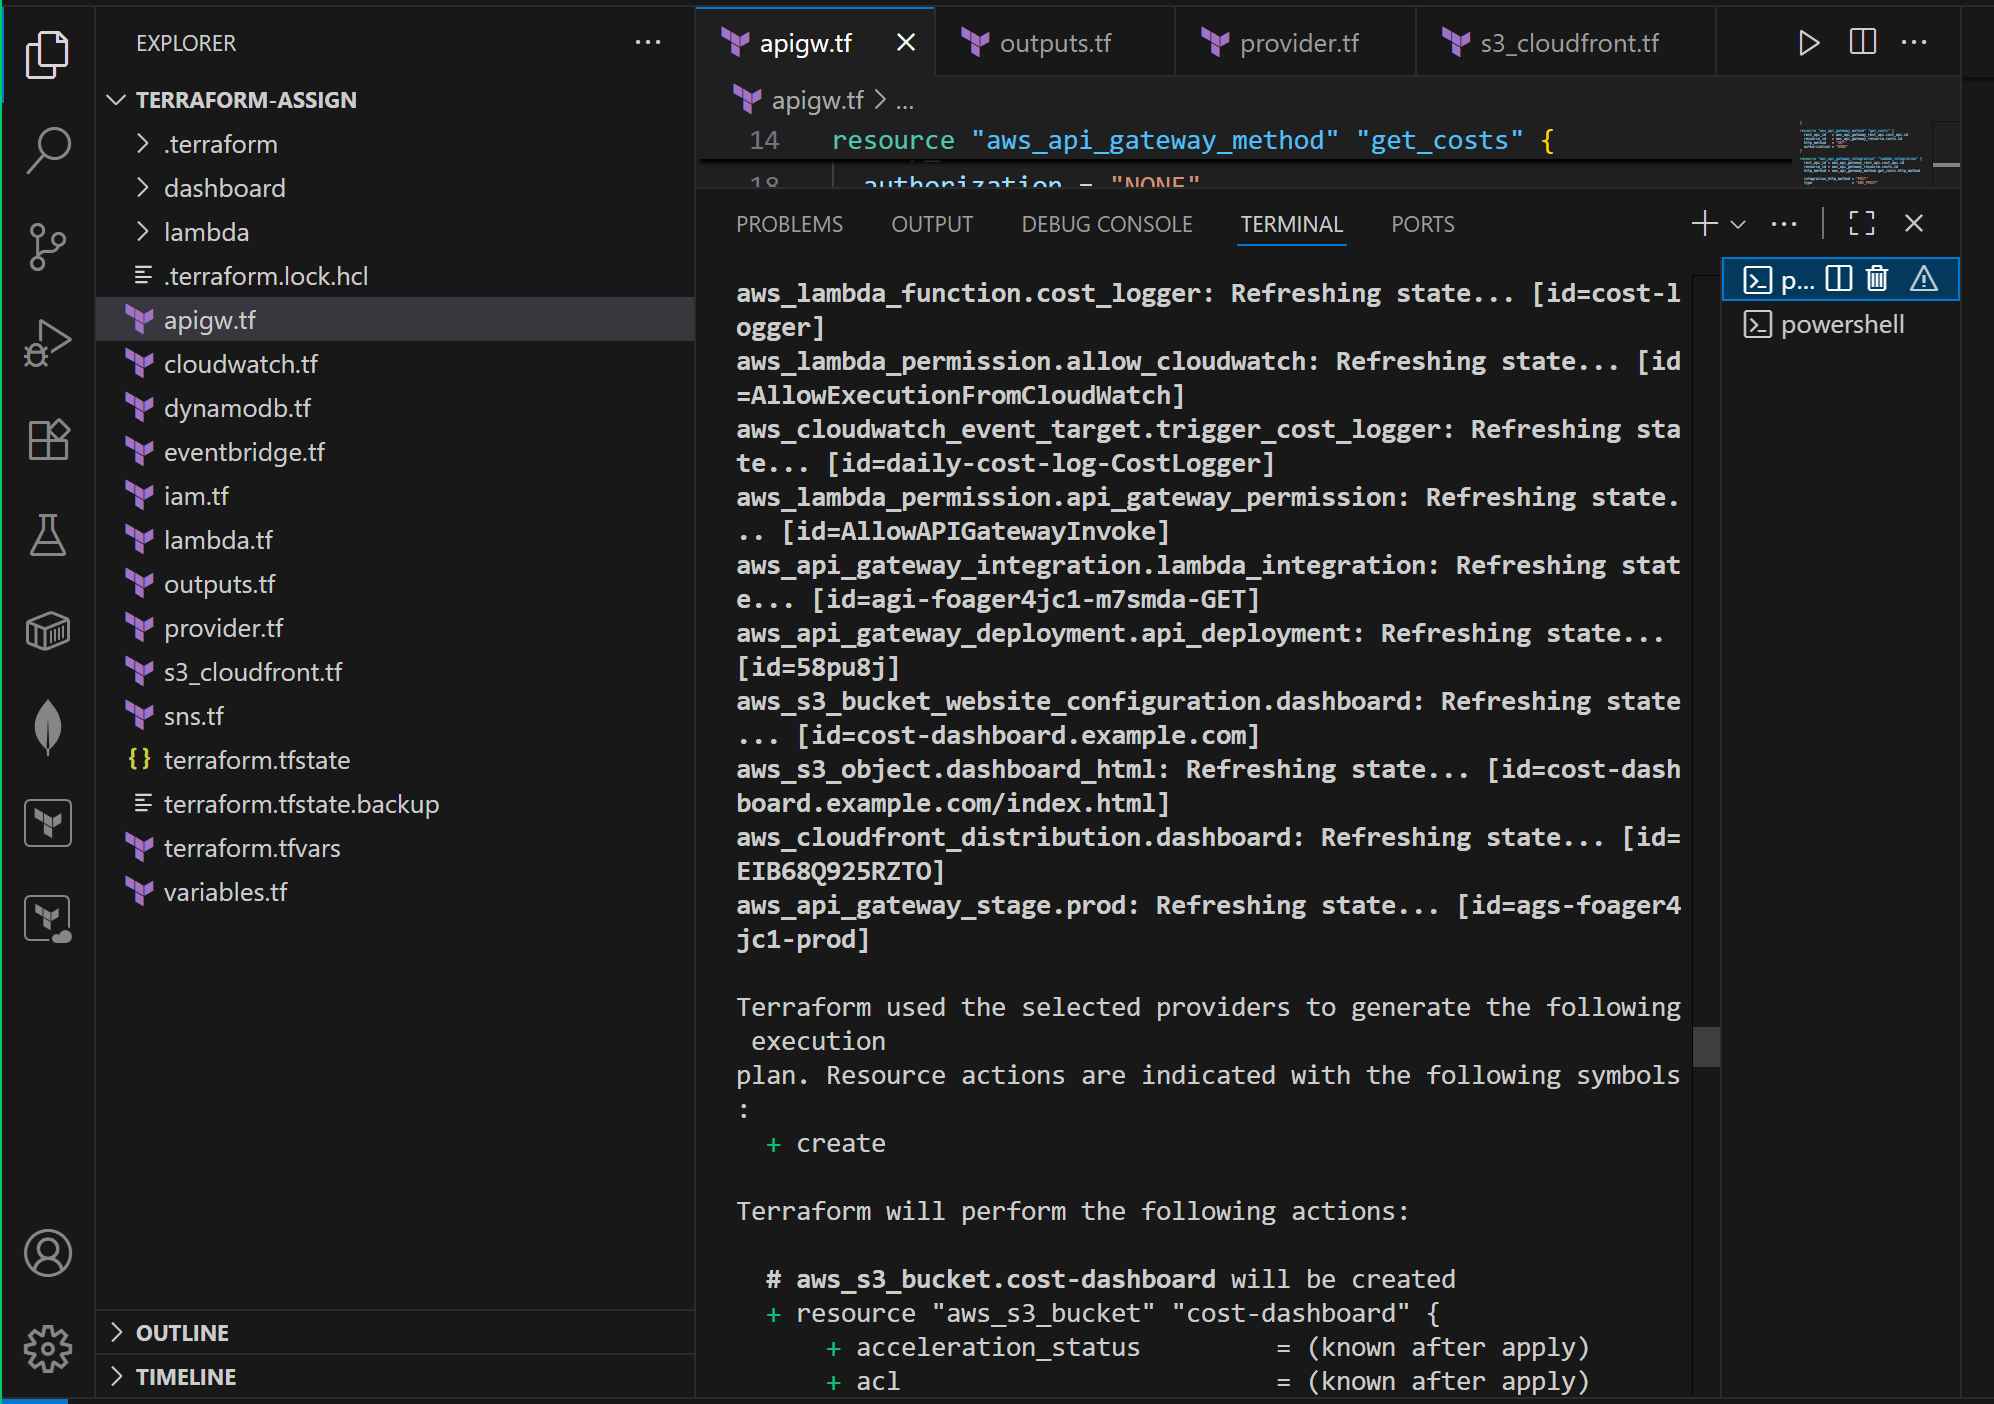 EXPLORER
TERRAFORM-ASSIGN
.terraform
dashboard
lambda
.terraform.lock.hcl
apigw.tf
cloudwatch.tf
dynamodb.tf
eventbridge.tf
iam.tf
lambda.tf
outputs.tf
provider.tf
s3_cloudfront.tf
sns.tf
terraform.tfstate
terraform.tfstate.backup
terraform.tfvars
variables.tf
OUTLINE
TIMELINE
apigw.tf outputs.tf provider.tf s3_cloudfront.tf
apigw.tf > ...
14 resource "aws_api_gateway_method" "get_costs" {
18 authorization = "NONE"
PROBLEMS OUTPUT DEBUG CONSOLE TERMINAL PORTS
aws_lambda_function.cost_logger: Refreshing state... [id=cost-l
ogger]
aws_lambda_permission.allow_cloudwatch: Refreshing state... [id
=AllowExecutionFromCloudWatch]
aws_cloudwatch_event_target.trigger_cost_logger: Refreshing sta
te... [id=daily-cost-log-CostLogger]
aws_lambda_permission.api_gateway_permission: Refreshing state.
.. [id=AllowAPIGatewayInvoke]
aws_api_gateway_integration.lambda_integration: Refreshing stat
e... [id=agi-foager4jc1-m7smda-GET]
aws_api_gateway_deployment.api_deployment: Refreshing state...
[id=58pu8j]
aws_s3_bucket_website_configuration.dashboard: Refreshing state
... [id=cost-dashboard.example.com]
aws_s3_object.dashboard_html: Refreshing state... [id=cost-dash
board.example.com/index.html]
aws_cloudfront_distribution.dashboard: Refreshing state... [id=
EIB68Q925RZTO]
aws_api_gateway_stage.prod: Refreshing state... [id=ags-foager4
jc1-prod]
Terraform used the selected providers to generate the following
execution
plan. Resource actions are indicated with the following symbols
:
+ create
Terraform will perform the following actions:
# aws_s3_bucket.cost-dashboard will be created
+ resource "aws_s3_bucket" "cost-dashboard" {
+ acceleration_status = (known after apply)
+ acl = (known after apply)
p...
powershell